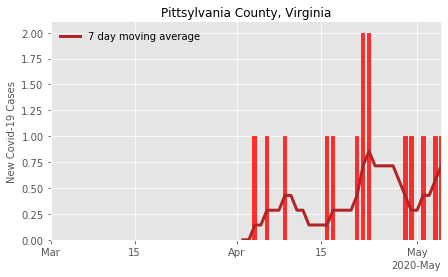 Pittsylvania County, Virginia
7 day moving average
New Covid-19 Cases
2.00
1.75
1.50
1.25
1.00
0.75
0.50
0.25
0.00
Mar
15
Apr
15
May
2020-May